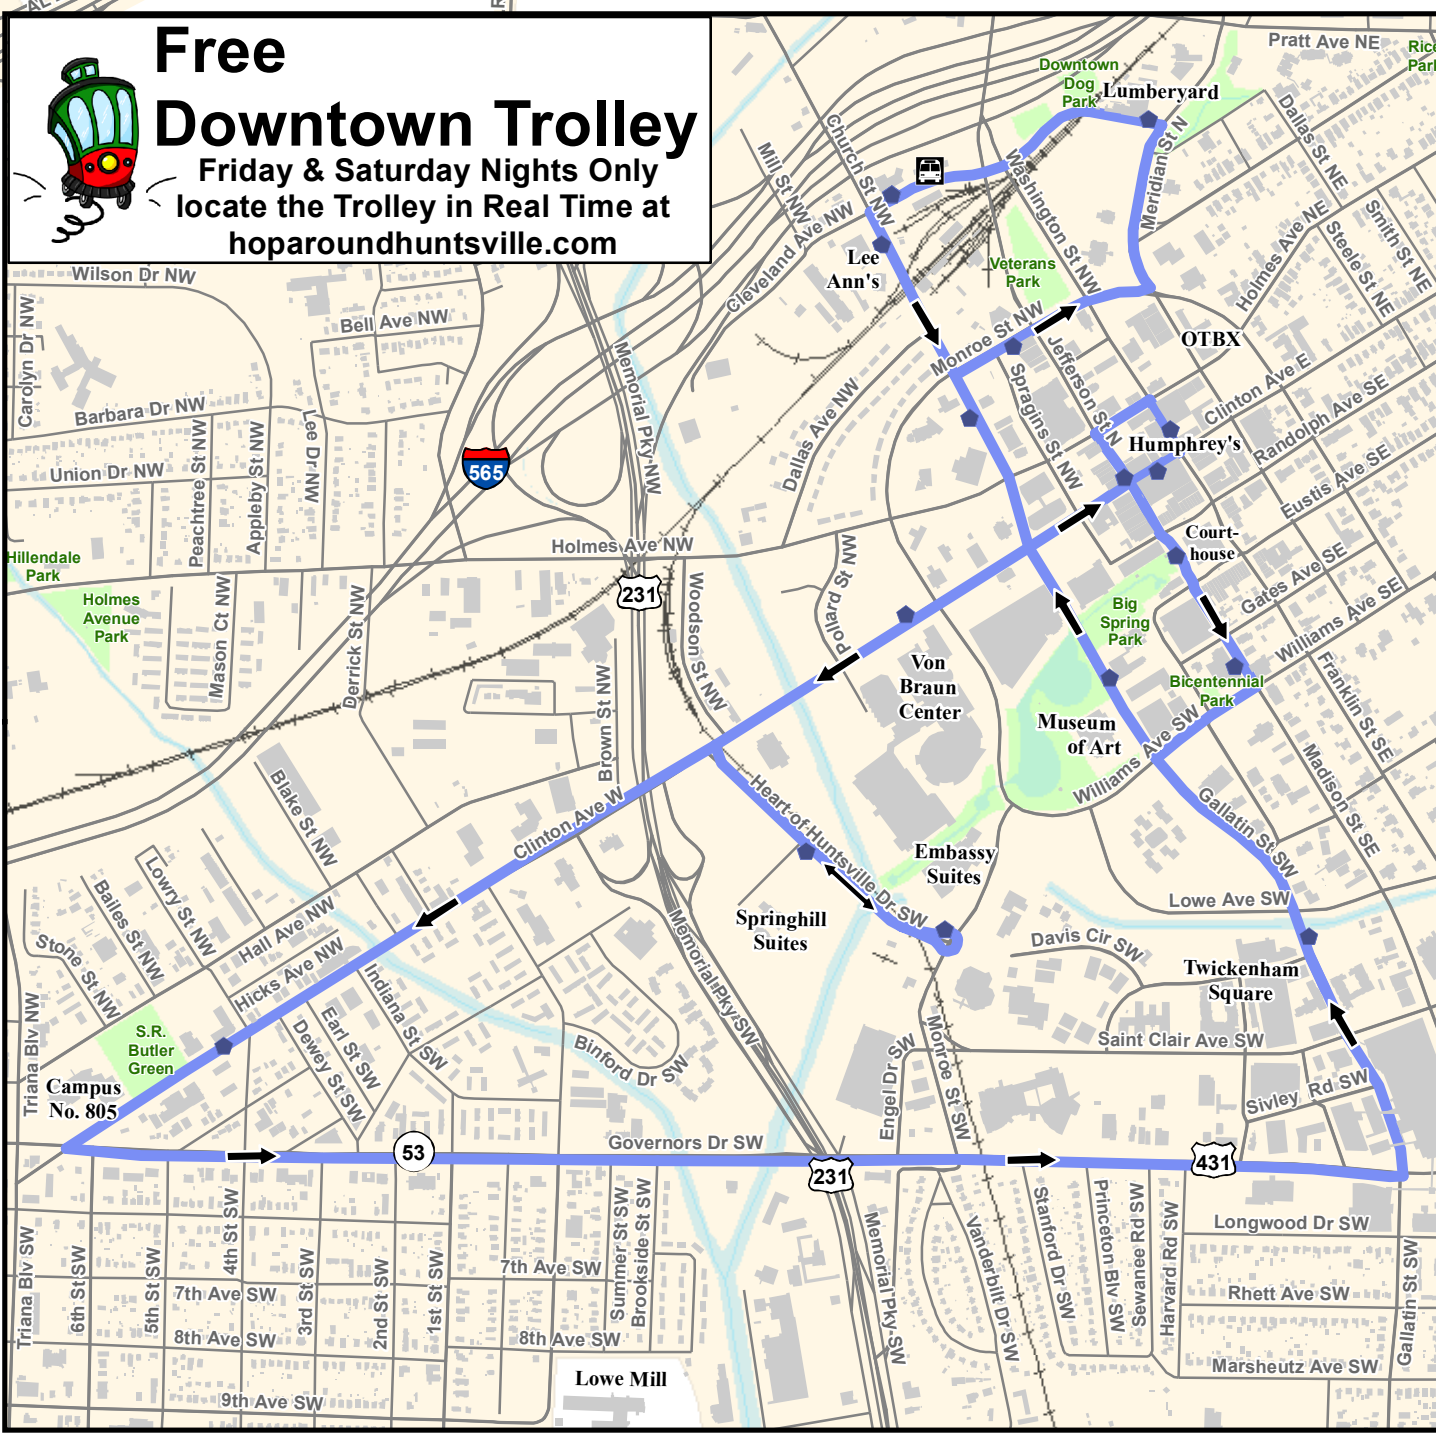 Free
Downtown Trolley
Friday & Saturday Nights Only
locate the Trolley in Real Time at
hoparoundhuntsville.com
Pratt Ave NE
Downtown
Dog
Park
Lumberyard
Church St NW
Mill St NW
Cleveland Ave NW
Washington St NW
Meridian St N
Dallas St NE
Smith St NE
Steele St NE
Holmes Ave NE
Lee
Ann's
Veterans
Park
Monroe St NW
Jefferson St N
Spragins St NW
OTBX
Clinton Ave E
Randolph Ave SE
Eustis Ave SE
Humphrey's
Wilson Dr NW
Carolyn Dr NW
Bell Ave NW
Barbara Dr NW
Union Dr NW
Peachtree St NW
Appleby St NW
Lee Dr NW
565
Memorial Pky NW
Dallas Ave NW
Holmes Ave NW
231
Hillendale
Park
Holmes
Avenue
Park
Mason Ct NW
Derrick St NW
Woodson St NW
Pollard St NW
Brown St NW
Court-
house
Gates Ave SE
Williams Ave SE
Big
Spring
Park
Bicentennial
Park
Franklin St SE
Madison St SE
Von
Braun
Center
Museum
of Art
Williams Ave SW
Gallatin St SW
Blake St NW
Clinton Ave W
Heart of Huntsville Dr SW
Embassy
Suites
Springhill
Suites
Lowe Ave SW
Davis Cir SW
Twickenham
Square
Saint Clair Ave SW
Sivley Rd SW
Lowry St NW
Bailes St NW
Stone St NW
Hall Ave NW
Hicks Ave NW
Indiana St SW
Earl St SW
Dewey St SW
Triana Blv NW
S.R.
Butler
Green
Campus
No. 805
Memorial Pky SW
Binford Dr SW
Engel Dr SW
Monroe St SW
Governors Dr SW
53
231
431
Triana Blv SW
6th St SW
5th St SW
4th St SW
3rd St SW
2nd St SW
1st St SW
7th Ave SW
8th Ave SW
9th Ave SW
7th Ave SW
8th Ave SW
Summer St SW
Brookside St SW
Lowe Mill
Memorial Pky SW
Vanderbilt Dr SW
Stanford Dr SW
Princeton Blv SW
Sewanee Rd SW
Harvard Rd SW
Longwood Dr SW
Rhett Ave SW
Marsheutz Ave SW
Gallatin St SW